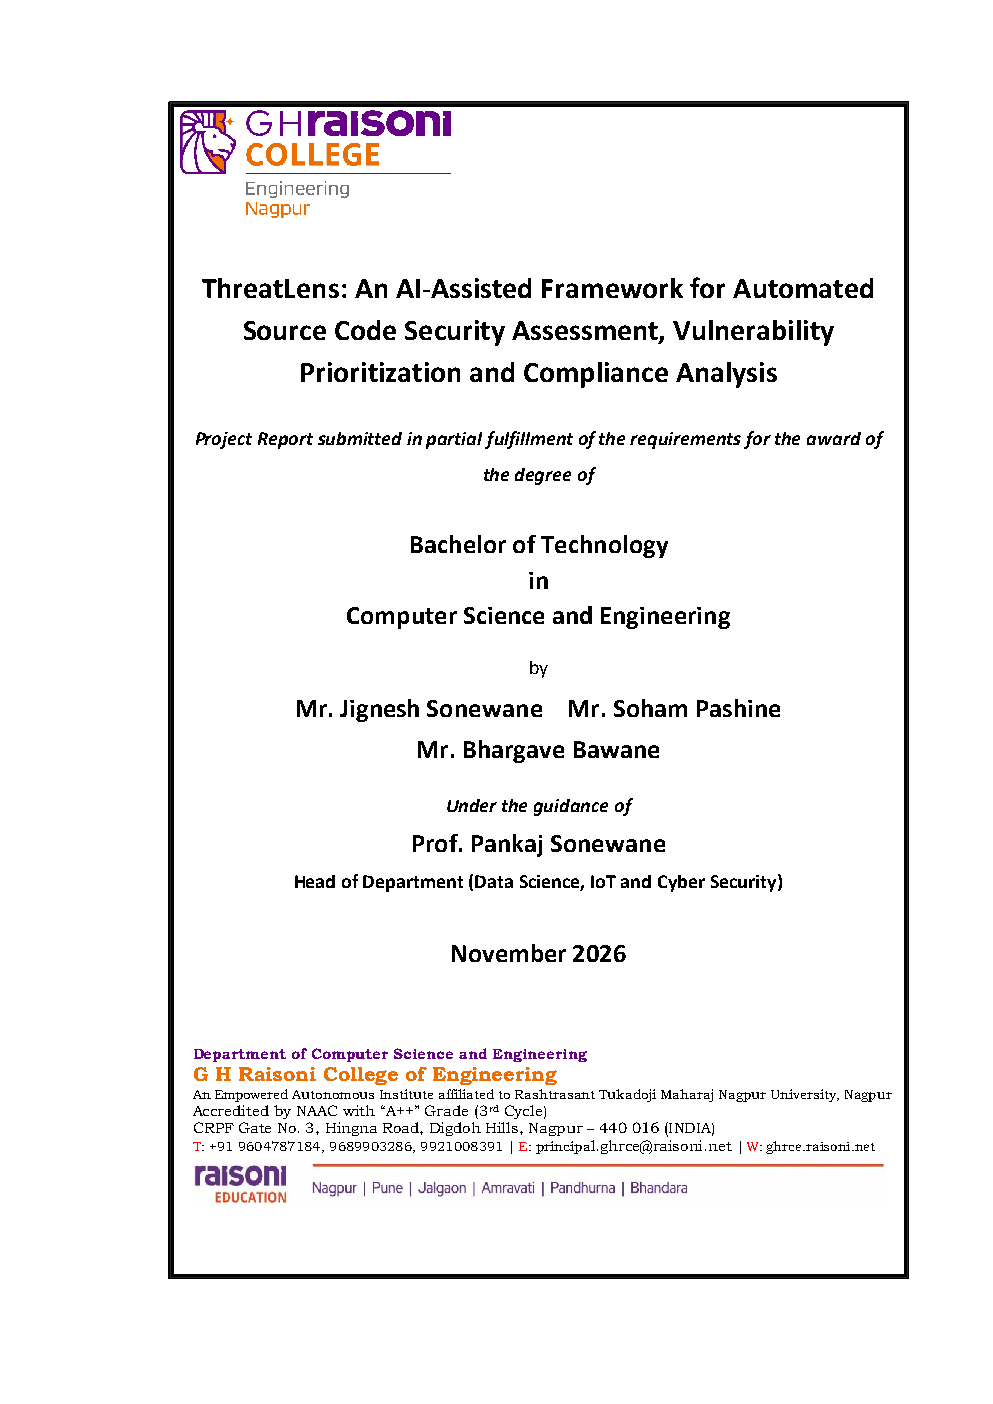 GHraisoni
COLLEGE
Engineering
Nagpur
ThreatLens: An AI-Assisted Framework for Automated
Source Code Security Assessment, Vulnerability
Prioritization and Compliance Analysis
Project Report submitted in partial fulfillment of the requirements for the award of
the degree of
Bachelor of Technology
in
Computer Science and Engineering
by
Mr. Jignesh Sonewane    Mr. Soham Pashine
Mr. Bhargave Bawane
Under the guidance of
Prof. Pankaj Sonewane
Head of Department (Data Science, IoT and Cyber Security)
November 2026
Department of Computer Science and Engineering
G H Raisoni College of Engineering
An Empowered Autonomous Institute affiliated to Rashtrasant Tukadoji Maharaj Nagpur University, Nagpur
Accredited by NAAC with “A++” Grade (3rd Cycle)
CRPF Gate No. 3, Hingna Road, Digdoh Hills, Nagpur – 440 016 (INDIA)
T: +91 9604787184, 9689903286, 9921008391 | E: principal.ghrce@raisoni.net | W: ghrce.raisoni.net
raisoni
EDUCATION
Nagpur | Pune | Jalgaon | Amravati | Pandhurna | Bhandara